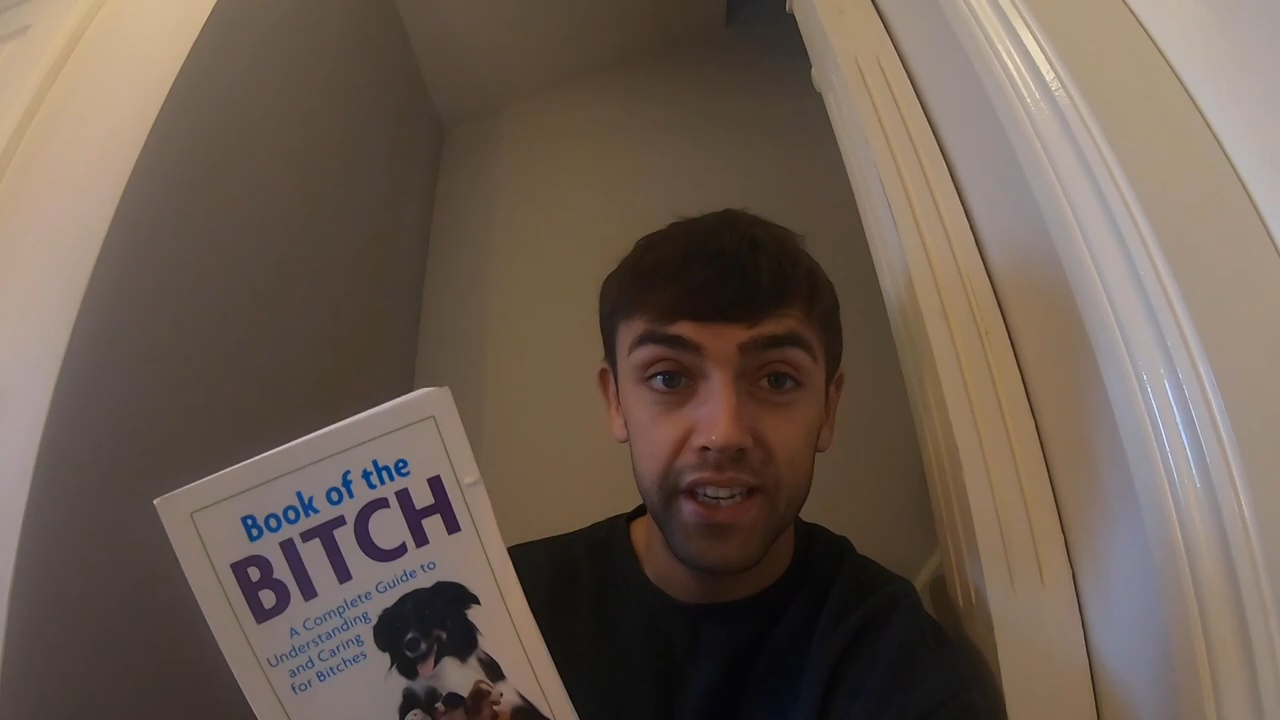 Book of the
BITCH
A Complete Guide to
Understanding
and Caring
for Bitches